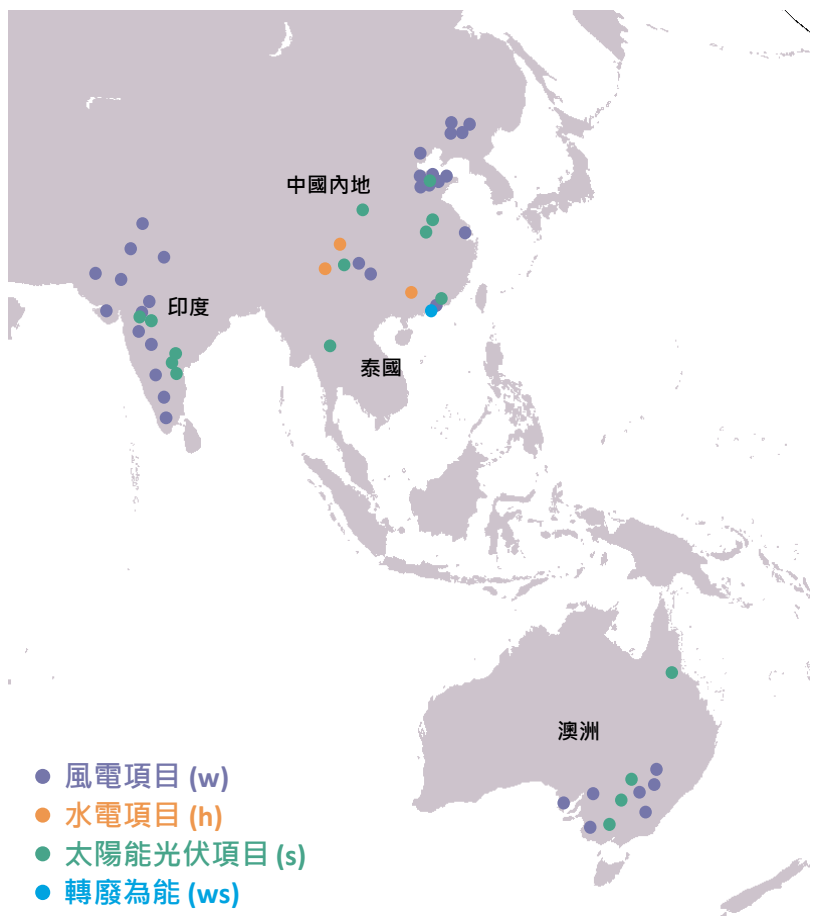 中國內地
印度
泰國
澳洲
風電項目 (w)
水電項目 (h)
太陽能光伏項目 (s)
轉廢為能 (ws)